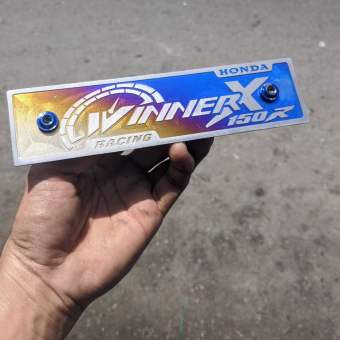 HONDA
WINNER X
150R
RACING